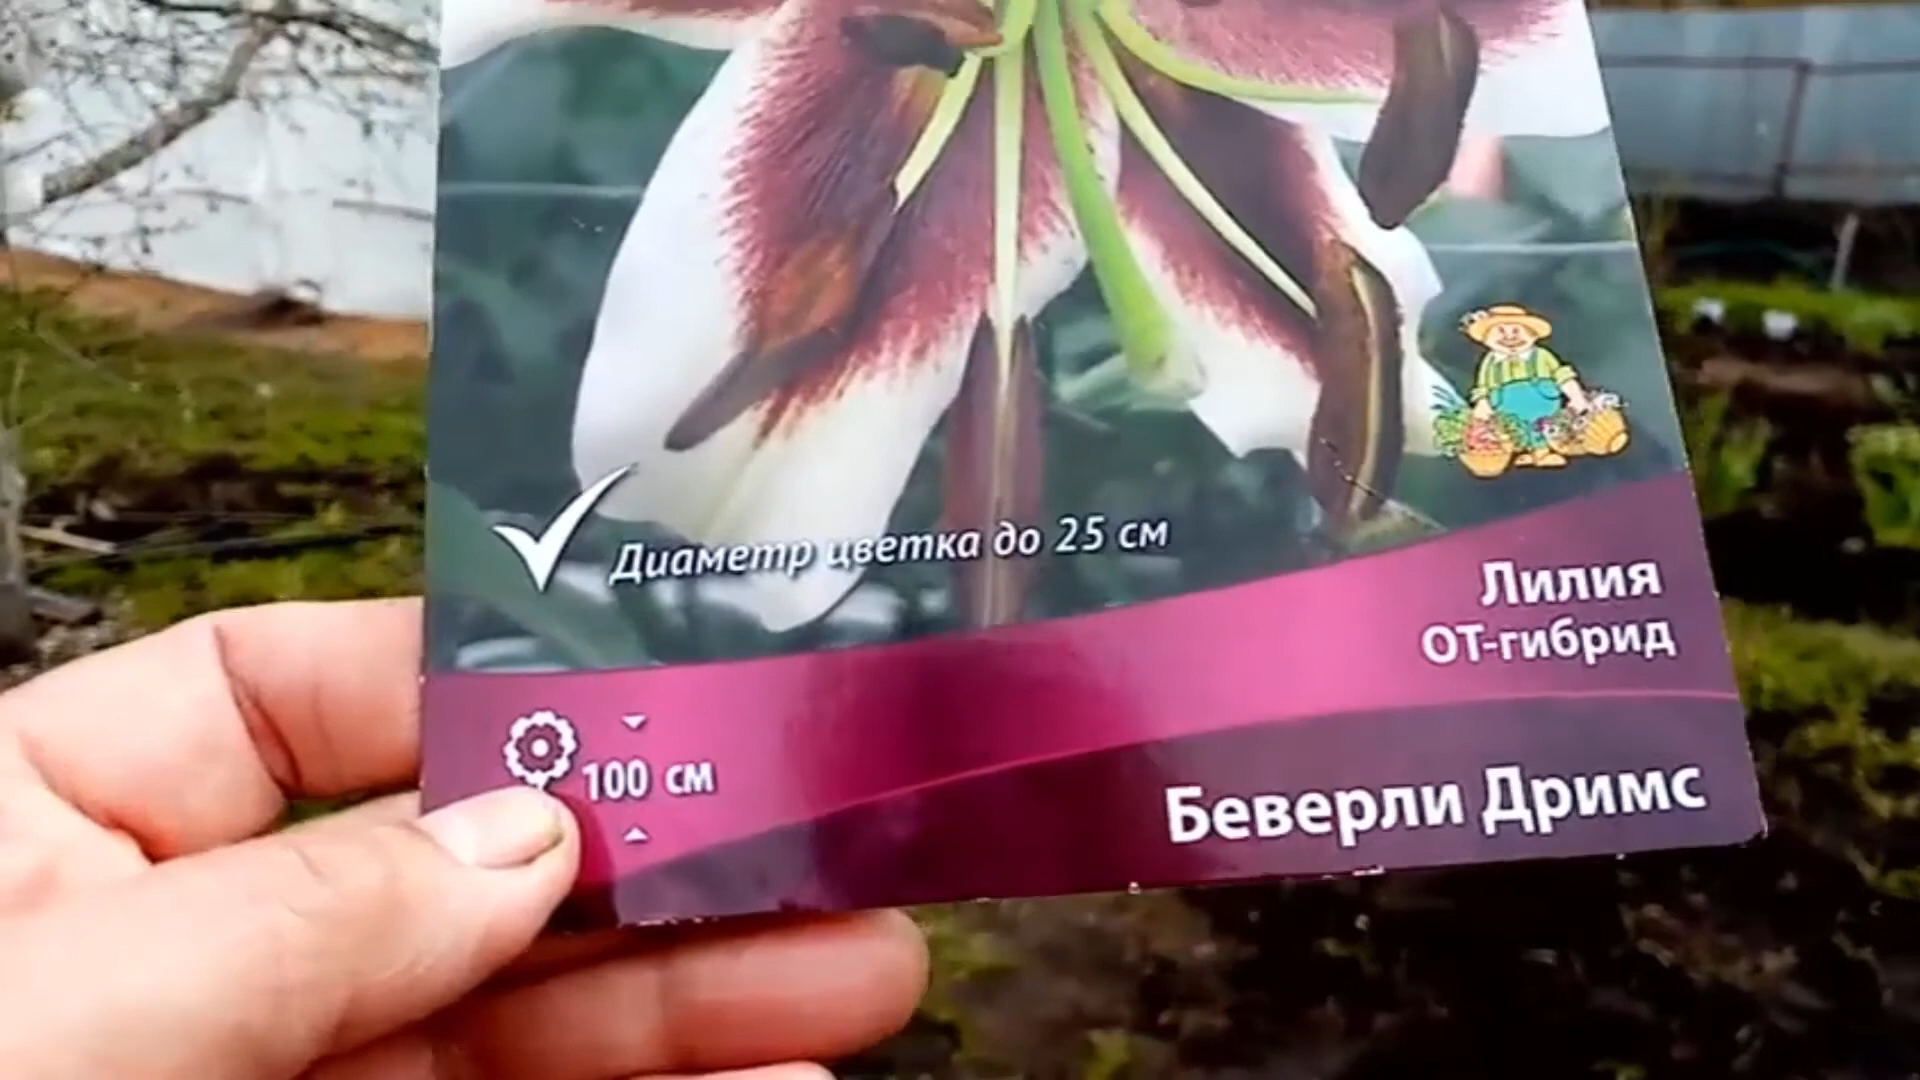 Диаметр цветка до 25 см
Лилия
ОТ-гибрид
100 см
Беверли Дримс